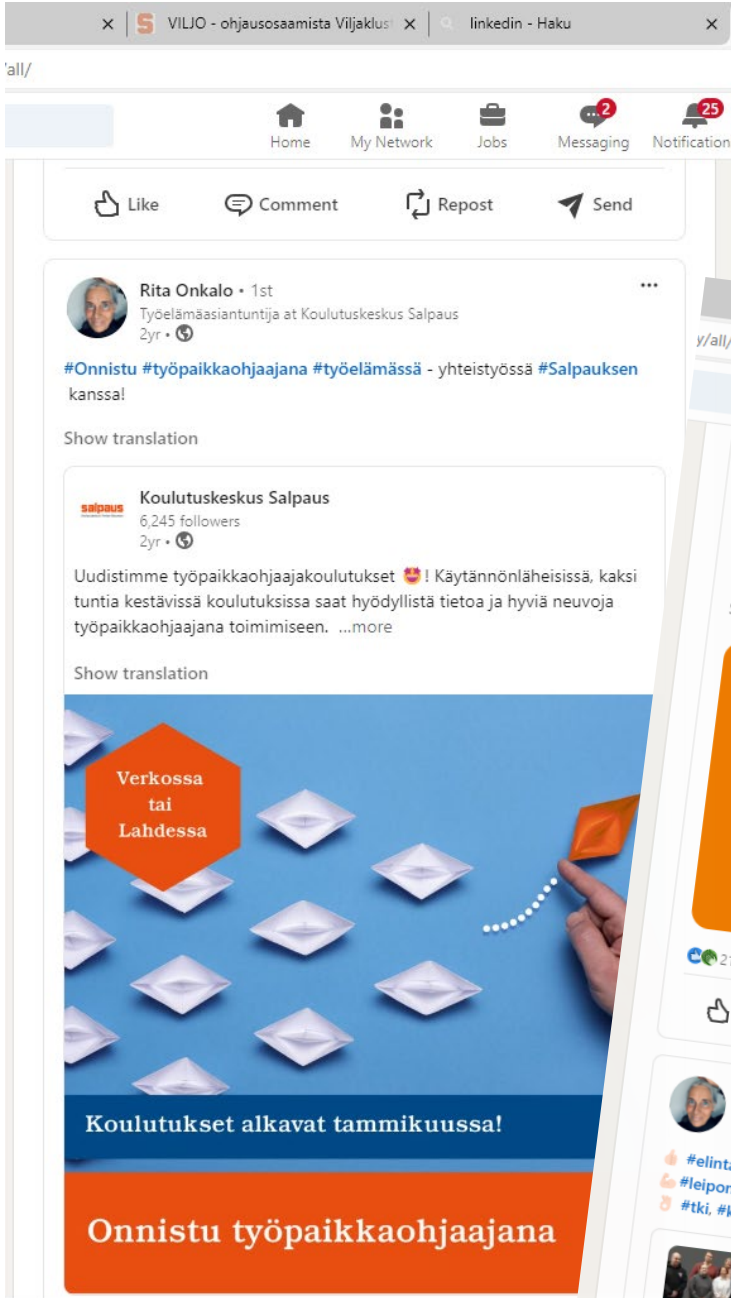 VILJO - ohjausosaamista Viljaklust
linkedin - Haku
/all/
2
25
Home
My Network
Jobs
Messaging
Notification
Like
Comment
Repost
Send
Rita Onkalo • 1st
Työelämäasiantuntija at Koulutuskeskus Salpaus
2yr •
#Onnistu #työpaikkaohjaajana #työelämässä - yhteistyössä #Salpauksen
kanssa!
Show translation
salpaus
Koulutuskeskus Salpaus
6,245 followers
2yr •
Uudistimme työpaikkaohjaajakoulutukset 🤩! Käytännönläheisissä, kaksi
tuntia kestävissä koulutuksissa saat hyödyllistä tietoa ja hyviä neuvoja
työpaikkaohjaajana toimimiseen. ...more
Show translation
Verkossa
tai
Lahdessa
Koulutukset alkavat tammikuussa!
Onnistu työpaikkaohjaajana
y/all/
👍 #elinta
💪 #leipon
👌 #tki, #k